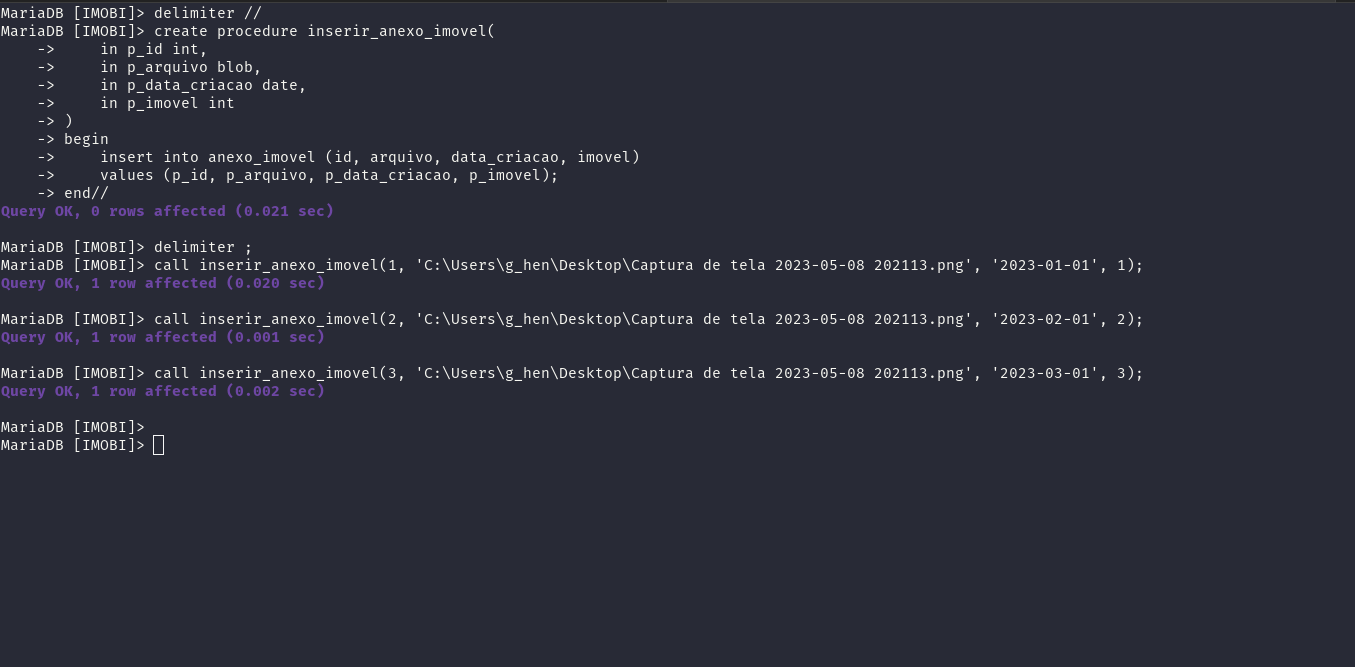 MariaDB [IMOBI]> delimiter //
MariaDB [IMOBI]> create procedure inserir_anexo_imovel(
    ->     in p_id int,
    ->     in p_arquivo blob,
    ->     in p_data_criacao date,
    ->     in p_imovel int
    -> )
    -> begin
    ->     insert into anexo_imovel (id, arquivo, data_criacao, imovel)
    ->     values (p_id, p_arquivo, p_data_criacao, p_imovel);
    -> end//
Query OK, 0 rows affected (0.021 sec)

MariaDB [IMOBI]> delimiter ;
MariaDB [IMOBI]> call inserir_anexo_imovel(1, 'C:\Users\g_hen\Desktop\Captura de tela 2023-05-08 202113.png', '2023-01-01', 1);
Query OK, 1 row affected (0.020 sec)

MariaDB [IMOBI]> call inserir_anexo_imovel(2, 'C:\Users\g_hen\Desktop\Captura de tela 2023-05-08 202113.png', '2023-02-01', 2);
Query OK, 1 row affected (0.001 sec)

MariaDB [IMOBI]> call inserir_anexo_imovel(3, 'C:\Users\g_hen\Desktop\Captura de tela 2023-05-08 202113.png', '2023-03-01', 3);
Query OK, 1 row affected (0.002 sec)

MariaDB [IMOBI]>
MariaDB [IMOBI]>